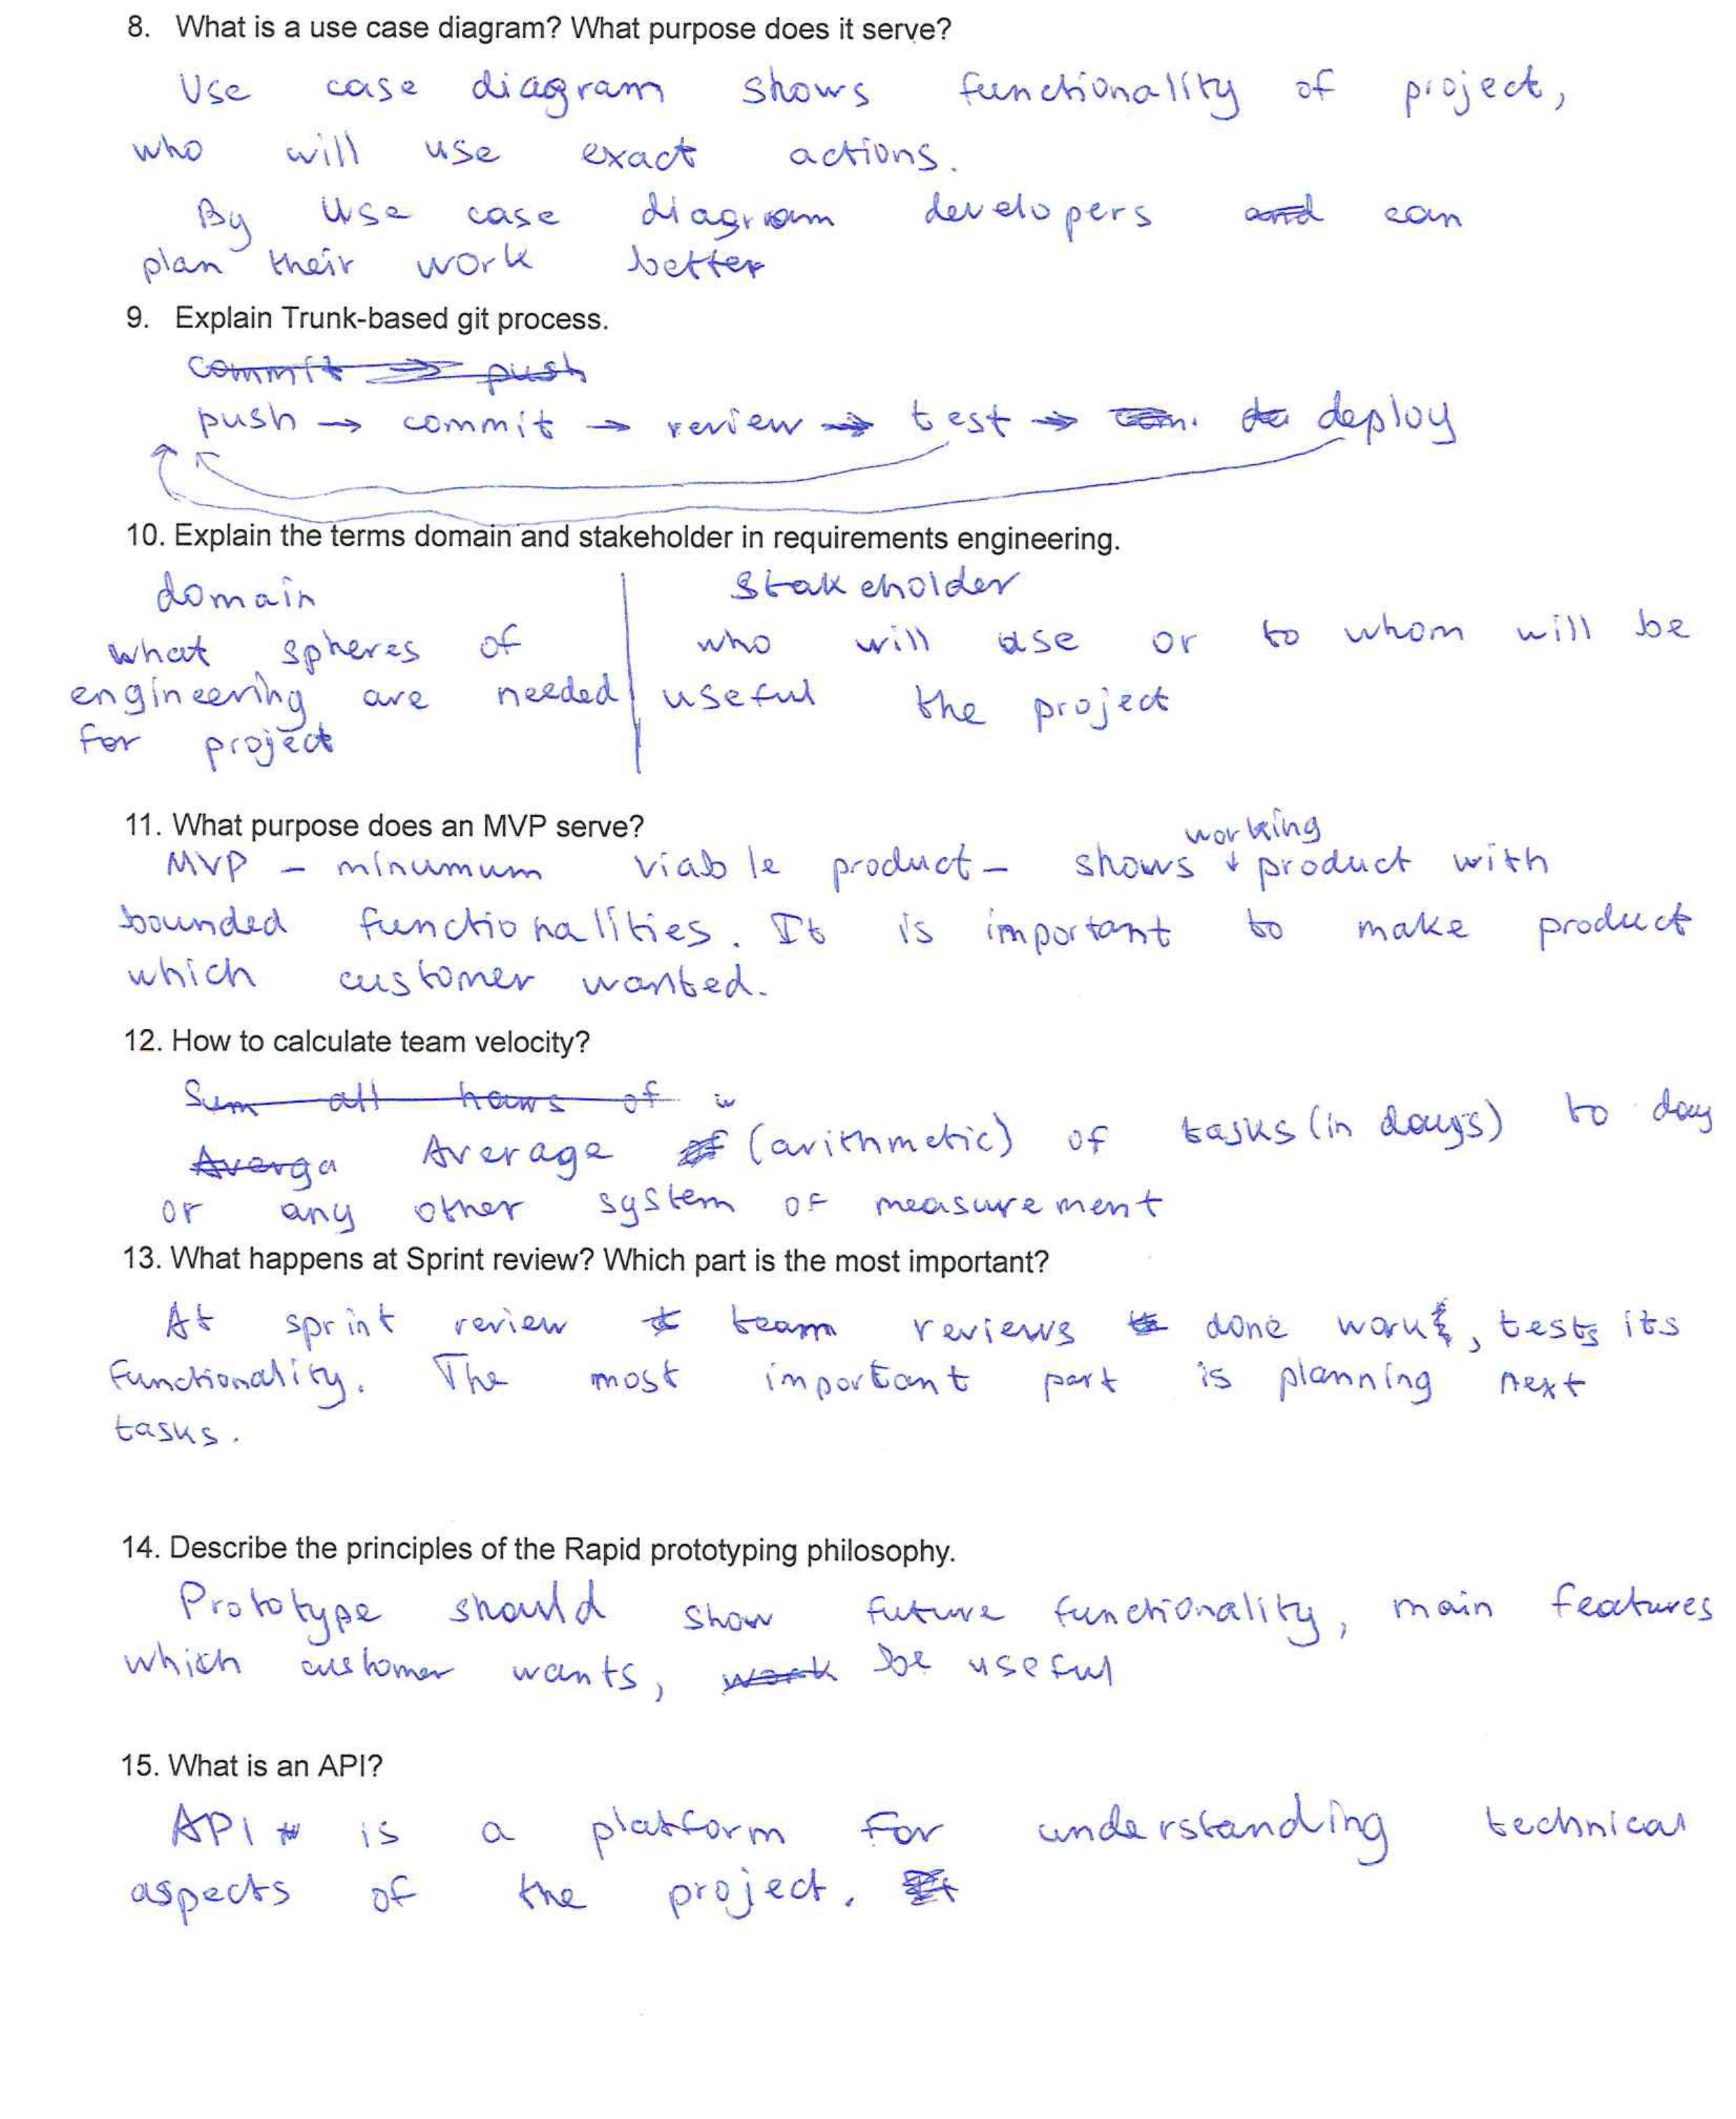 8. What is a use case diagram? What purpose does it serve?
Use case diagram shows functionality of project,
who will use exact actions.
By use case diagram developers and can
plan their work better
9. Explain Trunk-based git process.
commit → push
push → commit → review → test → com. de deploy
10. Explain the terms domain and stakeholder in requirements engineering.
domain
what spheres of
engineering are needed
for project
Stakeholder
who will use or to whom will be
useful the project
11. What purpose does an MVP serve?
working
MVP - minumum viable product - shows product with
bounded functionalities. It is important to make product
which customer wanted.
12. How to calculate team velocity?
Sum all hours of w
Averga Average of (arithmetic) of tasks (in days) to day
or any other system of measurement
13. What happens at Sprint review? Which part is the most important?
At sprint review t team reviews done work, tests its
functionality. The most important part is planning next
tasks.
14. Describe the principles of the Rapid prototyping philosophy.
Prototype should show future functionality, main features
which customer wants, work be useful
15. What is an API?
API is a platform for understanding technical
aspects of the project.